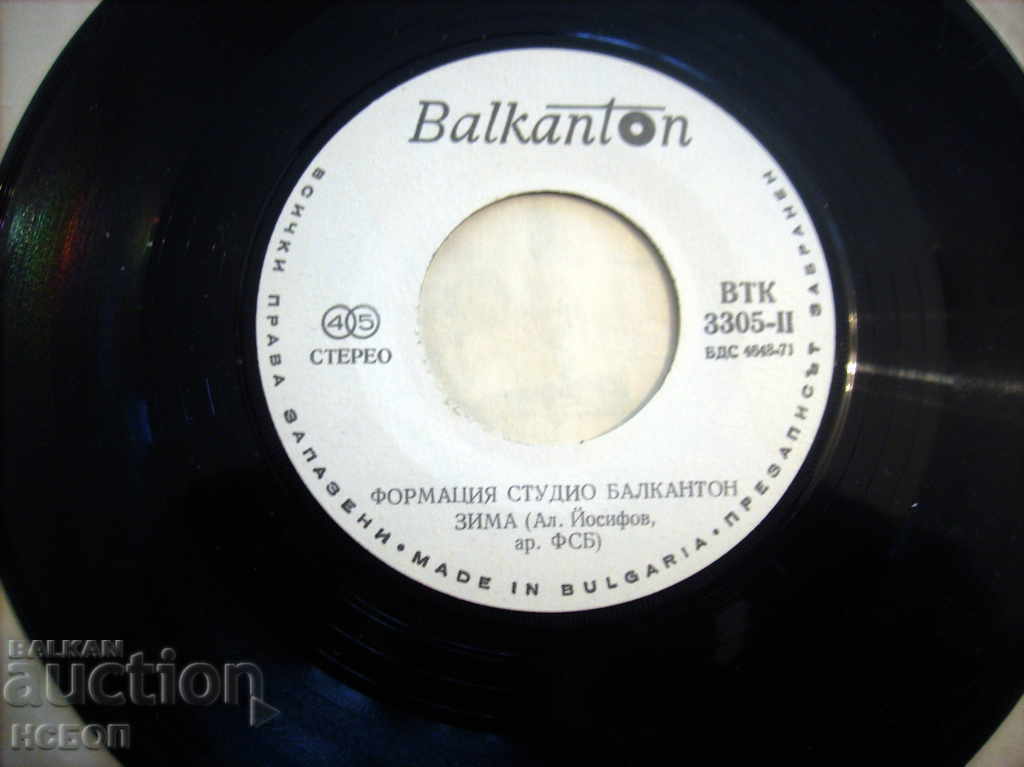 Balkanton
ВСИЧКИ ПРАВА ЗАПАЗЕНИ • MADE IN BULGARIA • ПРЕЗАПИСЪТ ЗАБРАНЕН
45
СТЕРЕО
ВТК
3305-II
БДС 4648-71
ФОРМАЦИЯ СТУДИО БАЛКАНТОН
ЗИМА (Ал. Йосифов,
ар. ФСБ)
BALKAN
auction
НСБОП